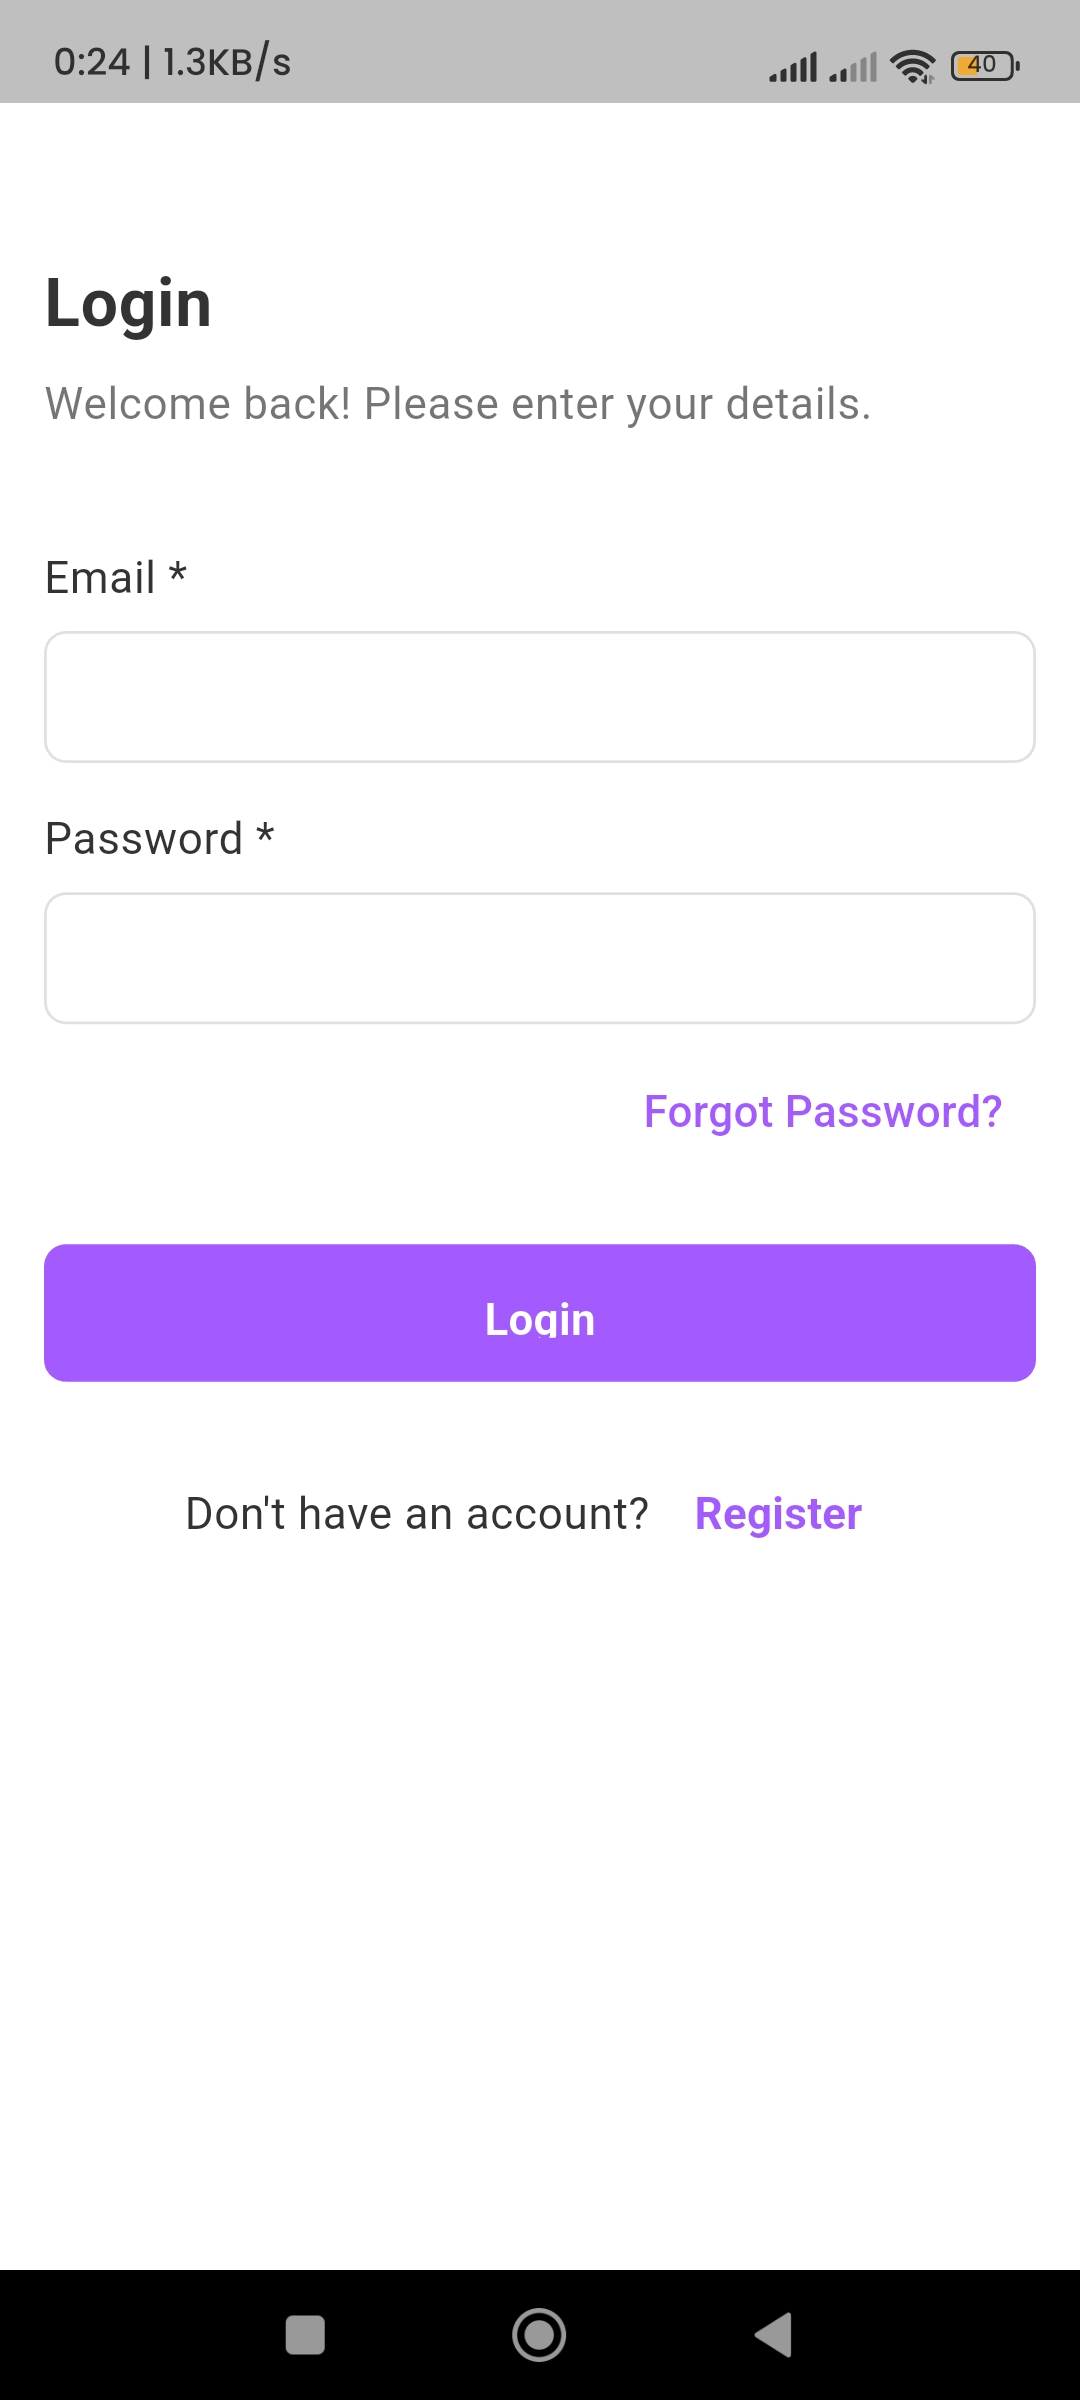 0:24 | 1.3KB/s 40
Login
Welcome back! Please enter your details.
Email *
Password *
Forgot Password?
Login
Don't have an account? Register